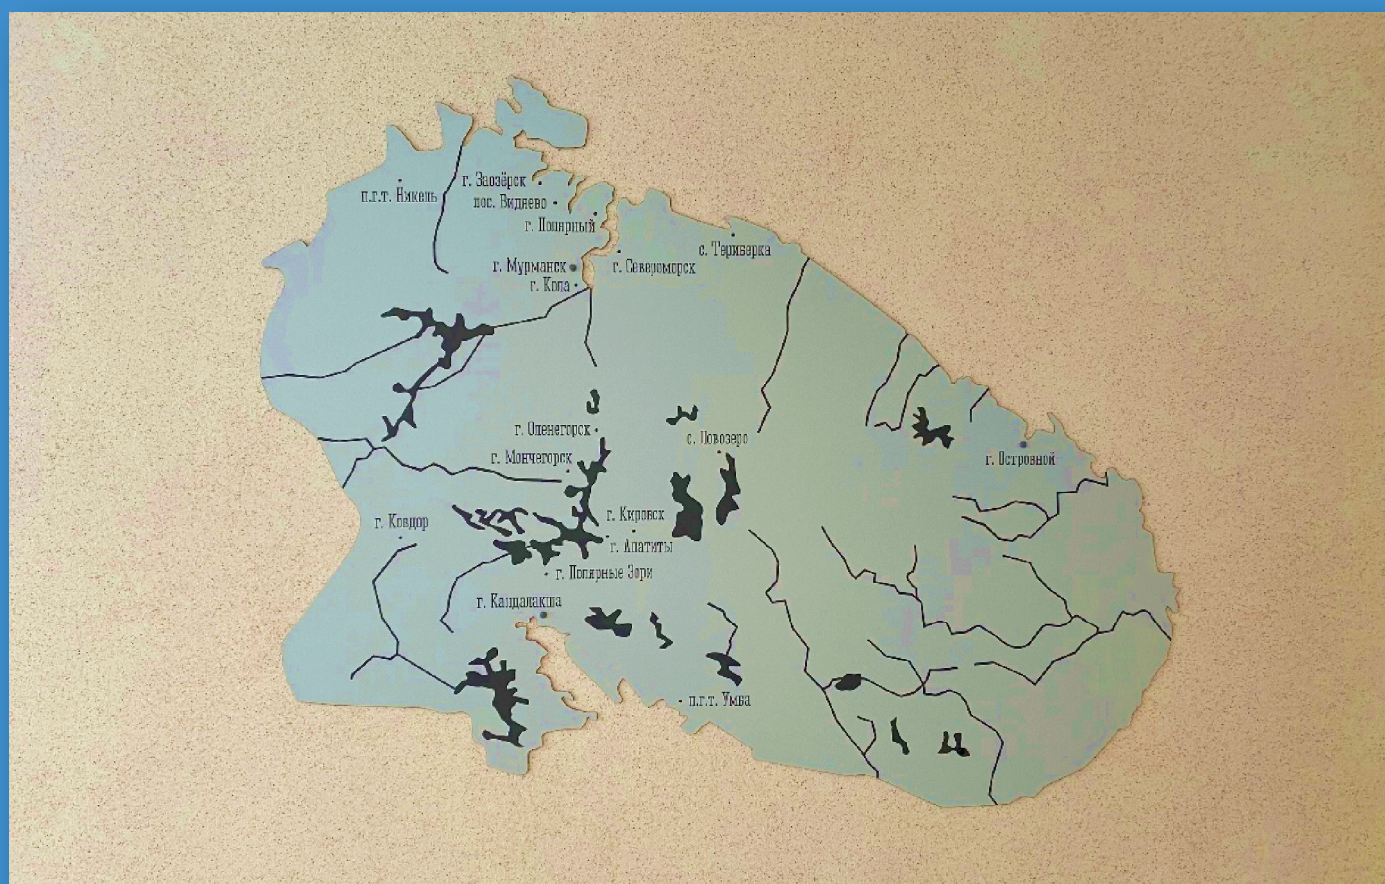 г. Заозёрск
п.г.т. Никель
пос. Видяево
г. Полярный
с. Териберка
г. Мурманск
г. Североморск
г. Кола
г. Оленегорск
с. Ловозеро
г. Мончегорск
г. Островной
г. Кировск
г. Ковдор
г. Апатиты
г. Полярные Зори
г. Кандалакша
п.г.т. Умба